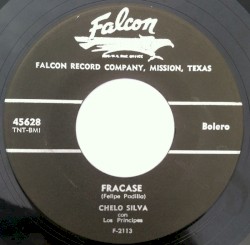 Falcon
FALCON RECORD COMPANY, MISSION, TEXAS
45628
TNT-BMI
Bolero
FRACASE
(Felipe Padilla)
CHELO SILVA
con
Los Principes
F-2113